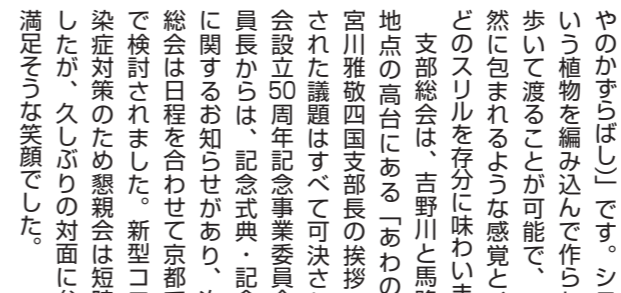 やのかずらばし)」です。シ
いう植物を編み込んで作ら
歩いて渡ることが可能で、
然に包まれるような感覚と
どのスリルを存分に味わいま
支部総会は、吉野川と馬路
地点の高台にある「あわの
宮川雅敬四国支部長の挨拶
された議題はすべて可決さ
会設立50周年記念事業委員会
員長からは、記念式典・記念
に関するお知らせがあり、次
総会は日程を合わせて京都で
で検討されました。新型コロ
染症対策のため懇親会は短時
したが、久しぶりの対面に
満足そうな笑顔でした。